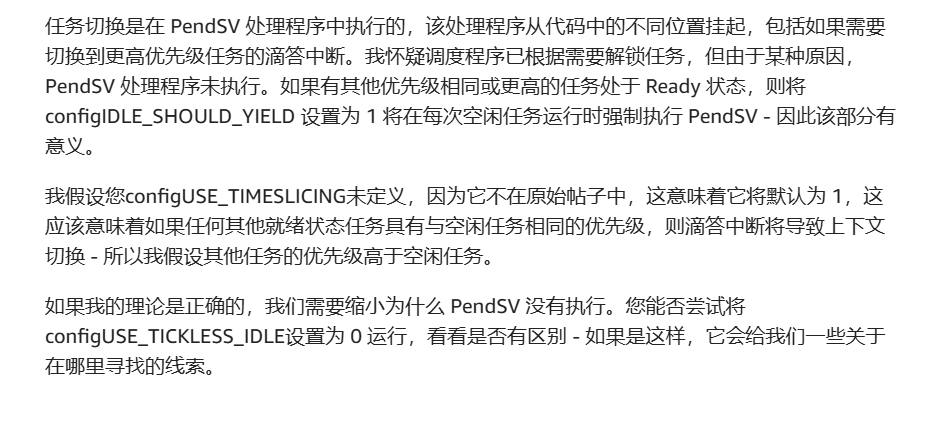 任务切换是在 PendSV 处理程序中执行的，该处理程序从代码中的不同位置挂起，包括如果需要
切换到更高优先级任务的滴答中断。我怀疑调度程序已根据需要解锁任务，但由于某种原因，
PendSV 处理程序未执行。如果有其他优先级相同或更高的任务处于 Ready 状态，则将
configIDLE_SHOULD_YIELD 设置为 1 将在每次空闲任务运行时强制执行 PendSV - 因此该部分有
意义。
我假设您configUSE_TIMESLICING未定义，因为它不在原始帖子中，这意味着它将默认为 1，这
应该意味着如果任何其他就绪状态任务具有与空闲任务相同的优先级，则滴答中断将导致上下文
切换 - 所以我假设其他任务的优先级高于空闲任务。
如果我的理论是正确的，我们需要缩小为什么 PendSV 没有执行。您能否尝试将
configUSE_TICKLESS_IDLE设置为 0 运行，看看是否有区别 - 如果是这样，它会给我们一些关于
在哪里寻找的线索。